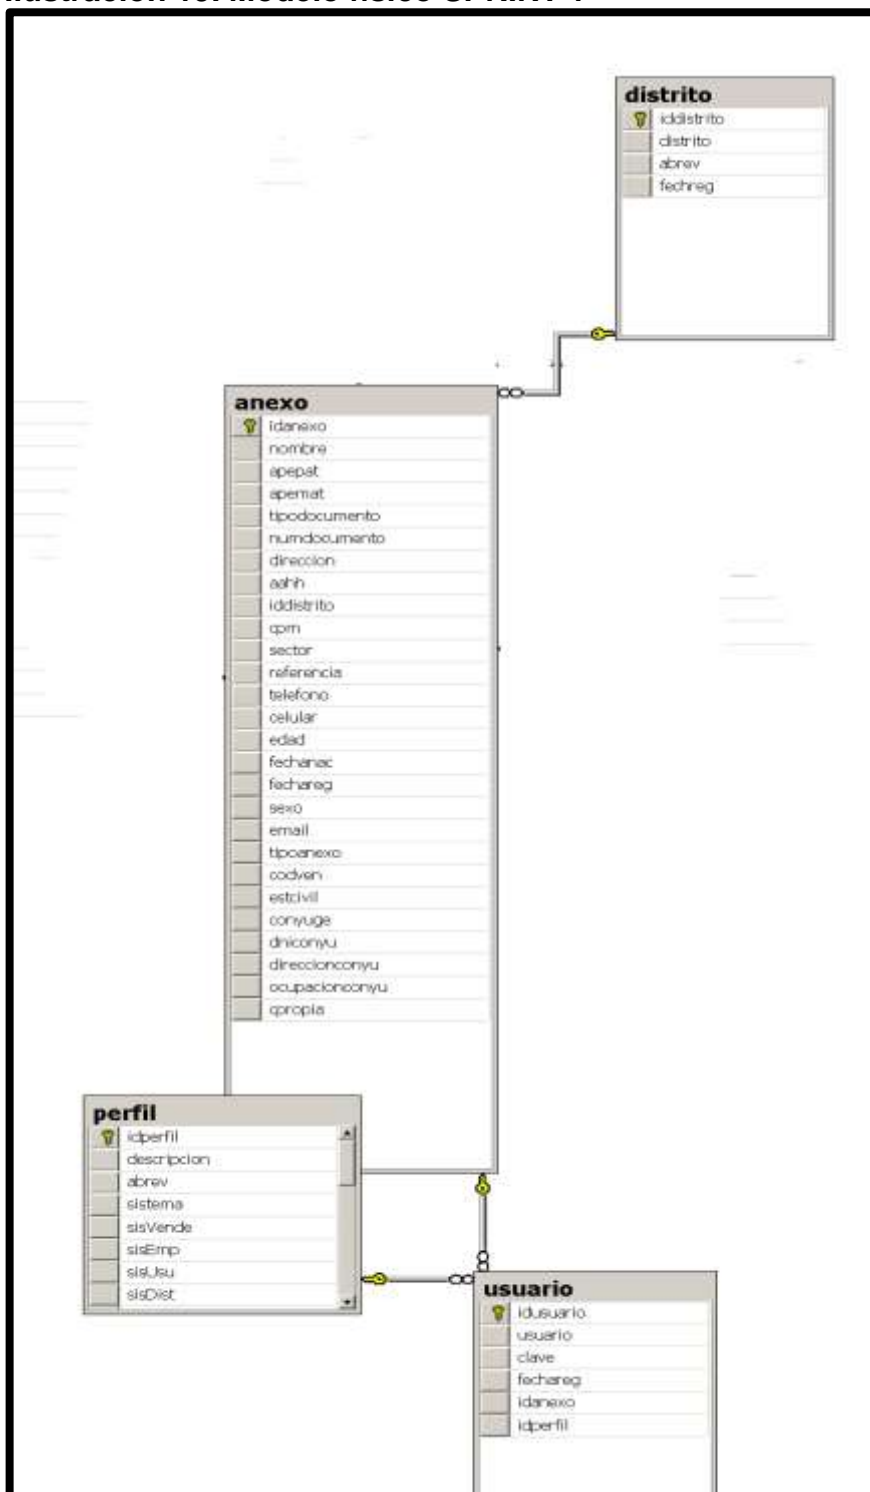 distrito
iddistrito
distrito
abrev
fechreg
anexo
idanexo
nombre
apepat
apemat
tipodocumento
numdocumento
direccion
aahh
iddistrito
qpm
sector
referencia
telefono
celular
edad
fechanac
fechareg
sexo
email
tipoanexo
codven
estcivil
conyuge
dniconyu
direccionconyu
ocupacionconyu
qpropia
perfil
idperfil
descripcion
abrev
sistema
sisVende
sisEmp
sisUsu
sisDist
usuario
idusuario
usuario
clave
fechareg
idanexo
idperfil